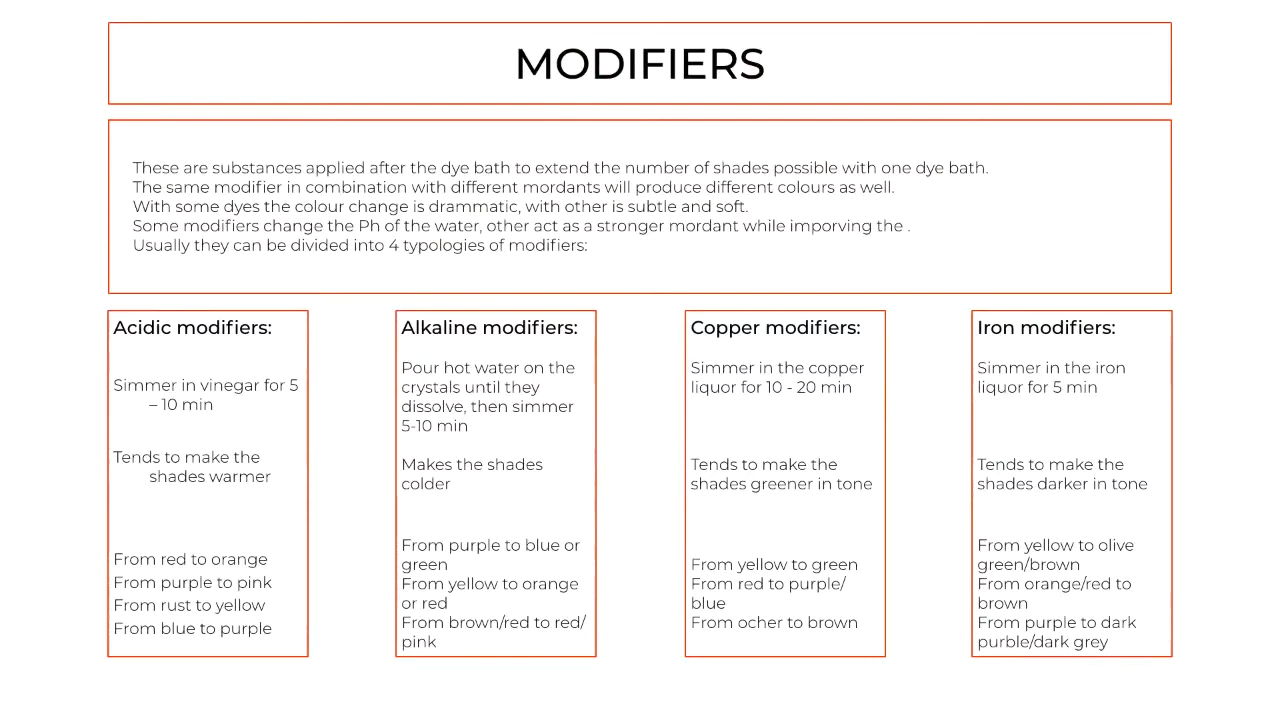 MODIFIERS
These are substances applied after the dye bath to extend the number of shades possible with one dye bath.
The same modifier in combination with different mordants will produce different colours as well.
With some dyes the colour change is drammatic, with other is subtle and soft.
Some modifiers change the Ph of the water, other act as a stronger mordant while imporving the .
Usually they can be divided into 4 typologies of modifiers:
Acidic modifiers:
Simmer in vinegar for 5
– 10 min
Tends to make the
shades warmer
From red to orange
From purple to pink
From rust to yellow
From blue to purple
Alkaline modifiers:
Pour hot water on the
crystals until they
dissolve, then simmer
5-10 min
Makes the shades
colder
From purple to blue or
green
From yellow to orange
or red
From brown/red to red/
pink
Copper modifiers:
Simmer in the copper
liquor for 10 - 20 min
Tends to make the
shades greener in tone
From yellow to green
From red to purple/
blue
From ocher to brown
Iron modifiers:
Simmer in the iron
liquor for 5 min
Tends to make the
shades darker in tone
From yellow to olive
green/brown
From orange/red to
brown
From purple to dark
purble/dark grey